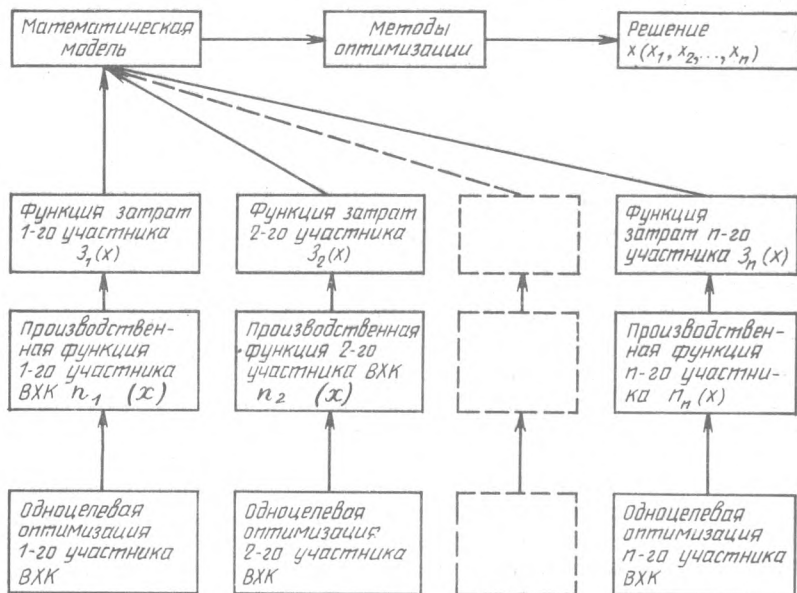 Математическая
модель
Методы
оптимизации
Решение
x(x₁, x₂,..., xₙ)
Функция затрат
1-го участника
З₁(x)
Функция затрат
2-го участника
З₂(x)
Функция
затрат n-го
участника Зₙ(x)
Производствен-
ная функция
1-го участника
ВХК n₁ (x)
Производственная
функция 2-го
участника ВХК
n₂ (x)
Производствен-
ная функция
n-го участни-
ка Пₙ(x)
Одноцелевая
оптимизация
1-го участника
ВХК
Одноцелевая
оптимизация
2-го участника
ВХК
Одноцелевая
оптимизация
n-го участника
ВХК